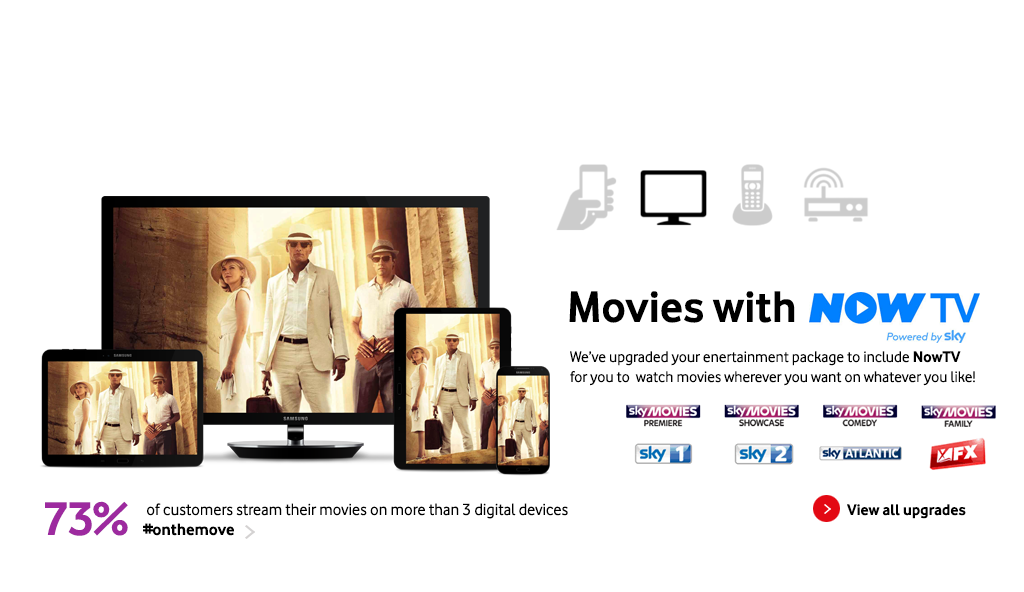 Movies with NOW TV
Powered by sky
We've upgraded your enertainment package to include NowTV
for you to watch movies wherever you want on whatever you like!
sky MOVIES PREMIERE
sky MOVIES SHOWCASE
sky MOVIES COMEDY
sky MOVIES FAMILY
sky 1
sky 2
sky ATLANTIC
FX
SAMSUNG
SAMSUNG
SAMSUNG
73% of customers stream their movies on more than 3 digital devices
#onthemove
View all upgrades